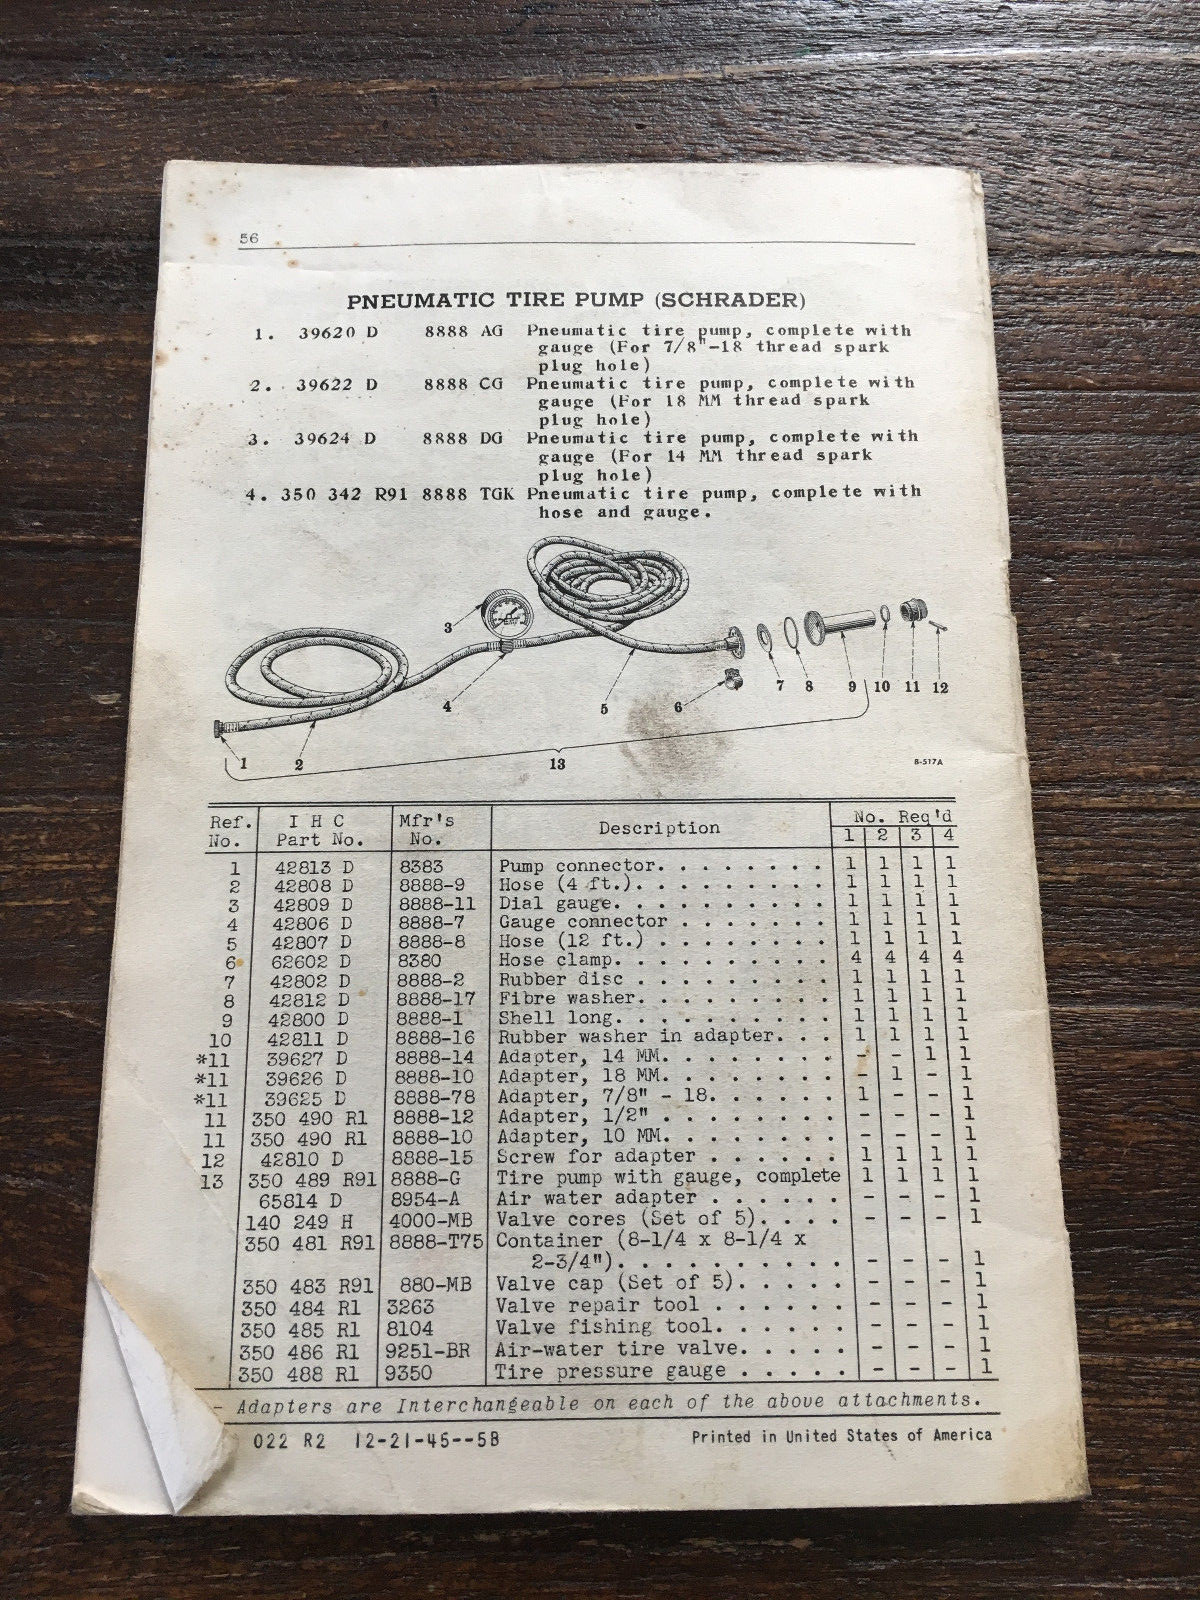 56
PNEUMATIC TIRE PUMP (SCHRADER)
1. 39620 D 8888 AG Pneumatic tire pump, complete with
gauge (For 7/8"-18 thread spark
plug hole)
2. 39622 D 8888 CG Pneumatic tire pump, complete with
gauge (For 18 MM thread spark
plug hole)
3. 39624 D 8888 DG Pneumatic tire pump, complete with
gauge (For 14 MM thread spark
plug hole)
4. 350 342 R91 8888 TGK Pneumatic tire pump, complete with
hose and gauge.
3
4
5
6
7 8 9 10 11 12
1 2 13
B-517A
Ref. No. I H C Part No. Mfr's No. Description No. Req'd 1 2 3 4
1 42813 D 8383 Pump connector. . . . . . . . 1 1 1 1
2 42808 D 8888-9 Hose (4 ft.). . . . . . . . . 1 1 1 1
3 42809 D 8888-11 Dial gauge. . . . . . . . . . 1 1 1 1
4 42806 D 8888-7 Gauge connector . . . . . . . 1 1 1 1
5 42807 D 8888-8 Hose (12 ft.) . . . . . . . . 1 1 1 1
6 62602 D 8380 Hose clamp. . . . . . . . . . 4 4 4 4
7 42802 D 8888-2 Rubber disc . . . . . . . . . 1 1 1 1
8 42812 D 8888-17 Fibre washer. . . . . . . . . 1 1 1 1
9 42800 D 8888-1 Shell long. . . . . . . . . . 1 1 1 1
10 42811 D 8888-16 Rubber washer in adapter. . . 1 1 1 1
*11 39627 D 8888-14 Adapter, 14 MM. . . . . . . . - - 1 1
*11 39626 D 8888-10 Adapter, 18 MM. . . . . . . . - 1 - 1
*11 39625 D 8888-78 Adapter, 7/8" - 18. . . . . . 1 - - 1
11 350 490 R1 8888-12 Adapter, 1/2" . . . . . . . . - - - 1
11 350 490 R1 8888-10 Adapter, 10 MM. . . . . . . . - - - 1
12 42810 D 8888-15 Screw for adapter . . . . . . 1 1 1 1
13 350 489 R91 8888-G Tire pump with gauge, complete 1 1 1 1
65814 D 8954-A Air water adapter . . . . . . - - - 1
140 249 H 4000-MB Valve cores (Set of 5). . . . - - - 1
350 481 R91 8888-T75 Container (8-1/4 x 8-1/4 x
2-3/4"). . . . . . . . . . - - - 1
350 483 R91 880-MB Valve cap (Set of 5). . . . . - - - 1
350 484 R1 3263 Valve repair tool . . . . . . - - - 1
350 485 R1 8104 Valve fishing tool. . . . . . - - - 1
350 486 R1 9251-BR Air-water tire valve. . . . . - - - 1
350 488 R1 9350 Tire pressure gauge . . . . . - - - 1
- Adapters are Interchangeable on each of the above attachments.
022 R2 12-21-45--5B Printed in United States of America